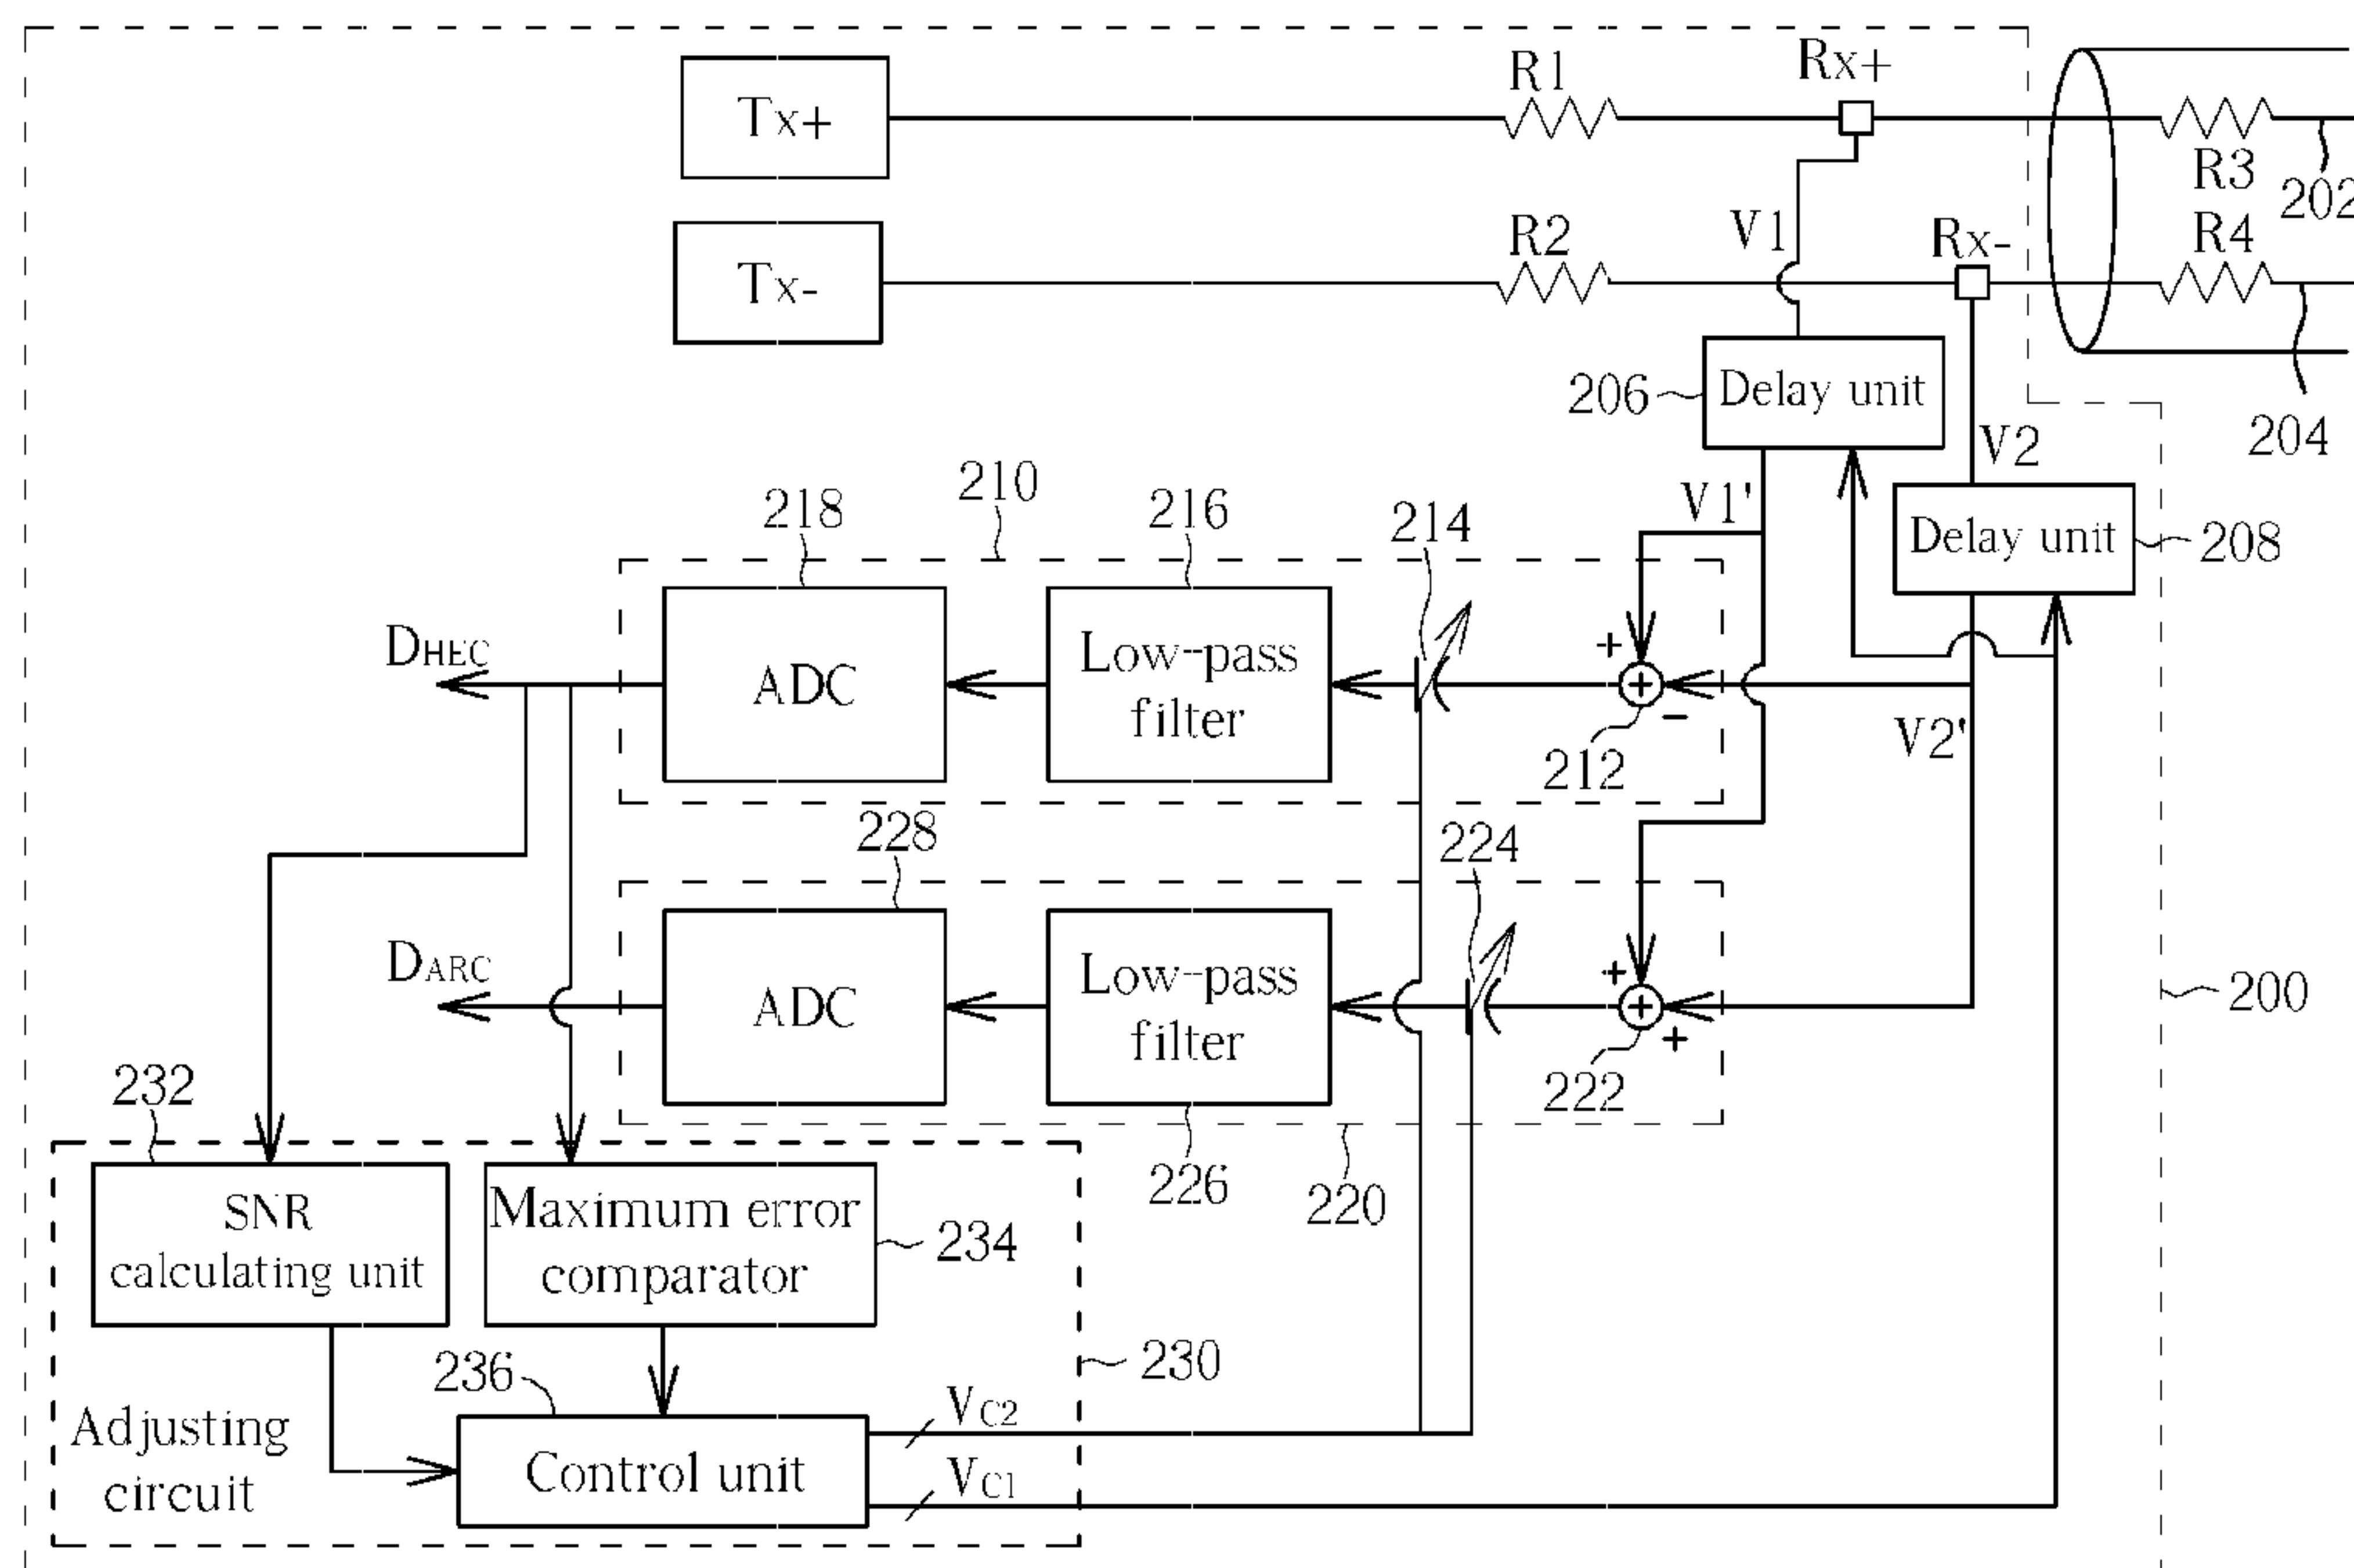 Tx+
R1
Rx+
R3
202
Tx-
R2
V1
Rx-
R4
204
206
Delay unit
V2
V1'
Delay unit
208
218
210
216
214
DHEC
ADC
Low-pass
filter
+
+
-
212
V2'
228
224
DARC
ADC
Low-pass
filter
+
+
+
222
200
232
226
220
SNR
calculating unit
Maximum error
comparator
234
236
230
Adjusting
circuit
Control unit
VC2
VC1